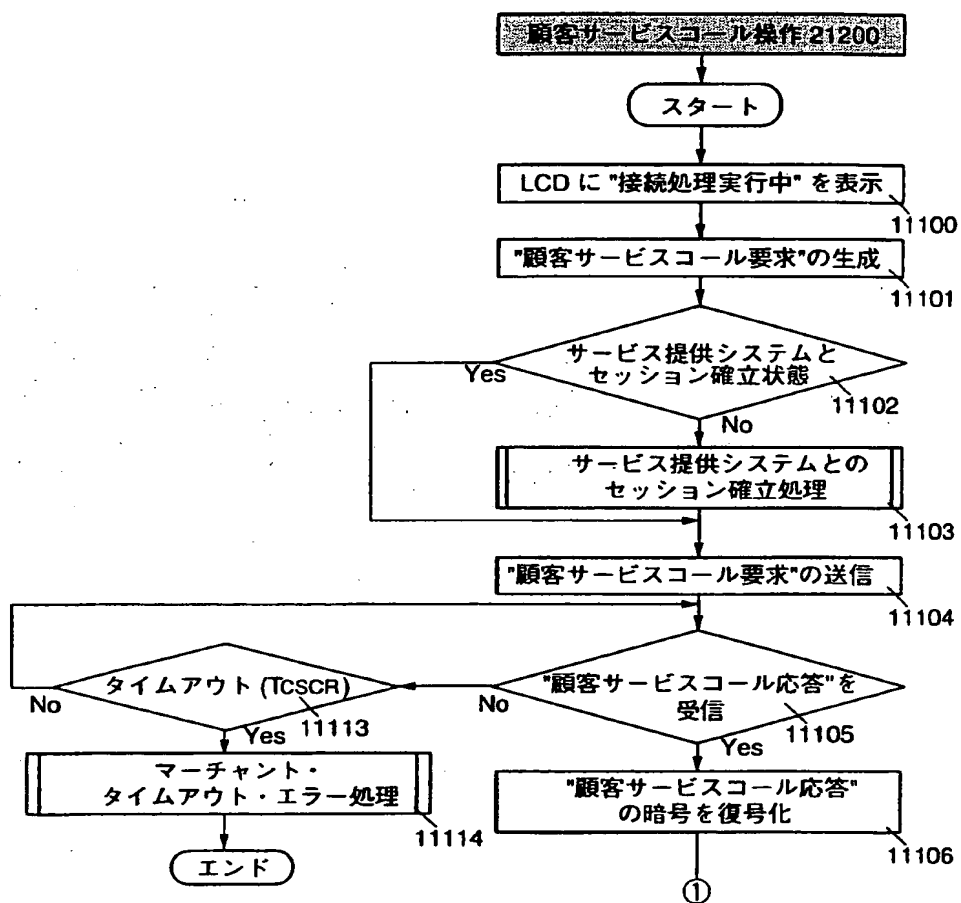 顧客サービスコール操作 21200
スタート
LCD に "接続処理実行中" を表示
11100
"顧客サービスコール要求"の生成
11101
サービス提供システムと
セッション確立状態
11102
Yes
No
サービス提供システムとの
セッション確立処理
11103
"顧客サービスコール要求"の送信
11104
"顧客サービスコール応答"を
受信
11105
No
Yes
タイムアウト (TCSCR)
11113
No
Yes
マーチャント・
タイムアウト・エラー処理
11114
エンド
"顧客サービスコール応答"
の暗号を復号化
11106
①